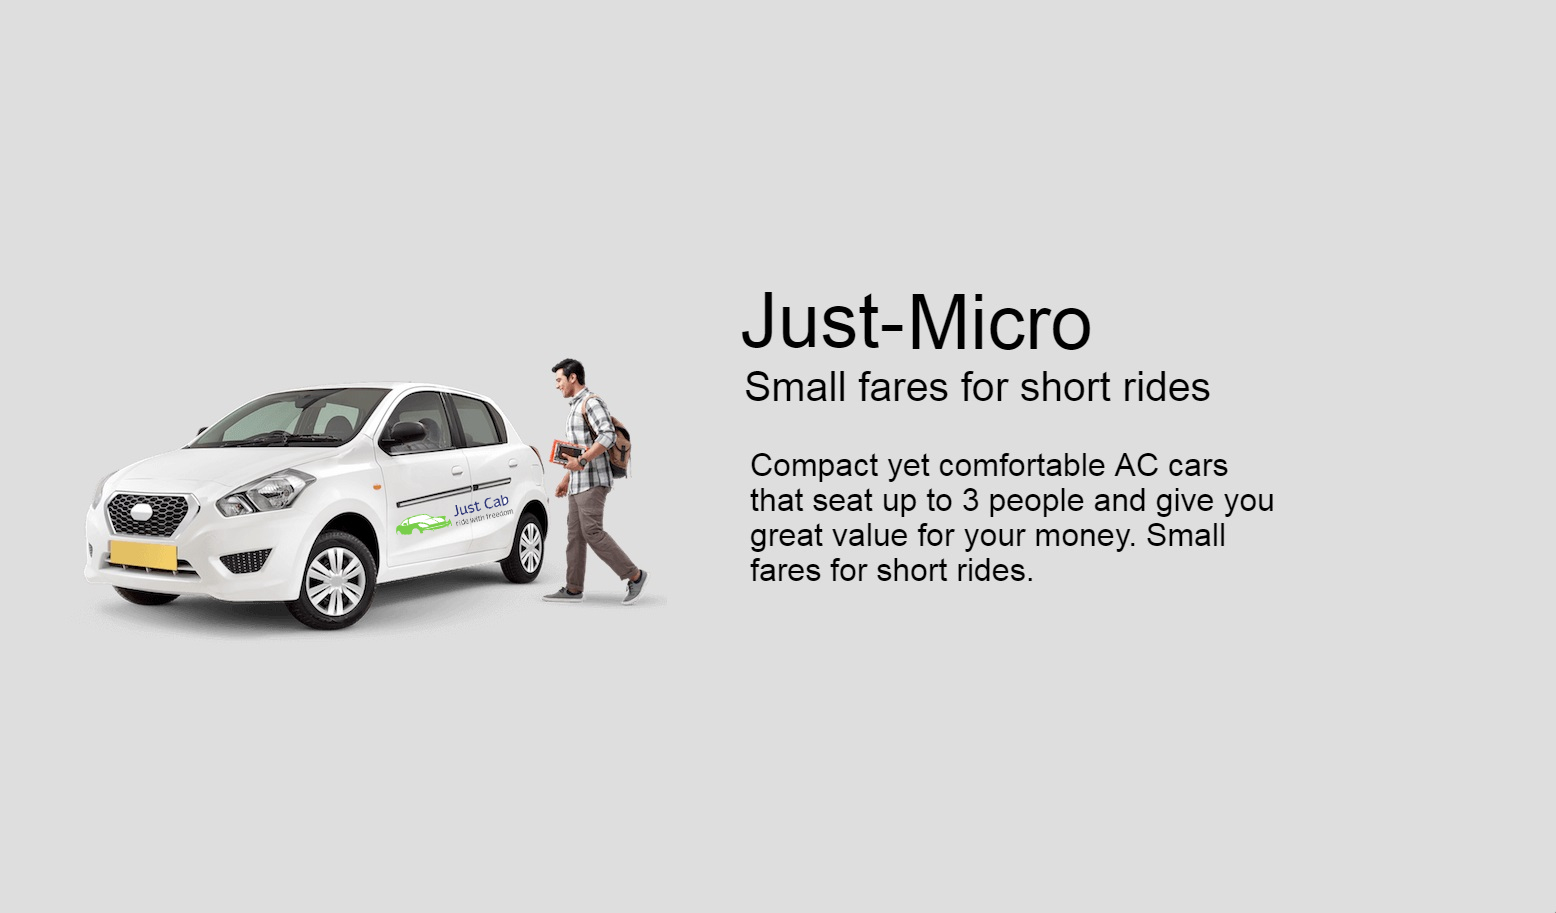 Just-Micro
Small fares for short rides
Compact yet comfortable AC cars
that seat up to 3 people and give you
great value for your money. Small
fares for short rides.
Just Cab
ride with freedom